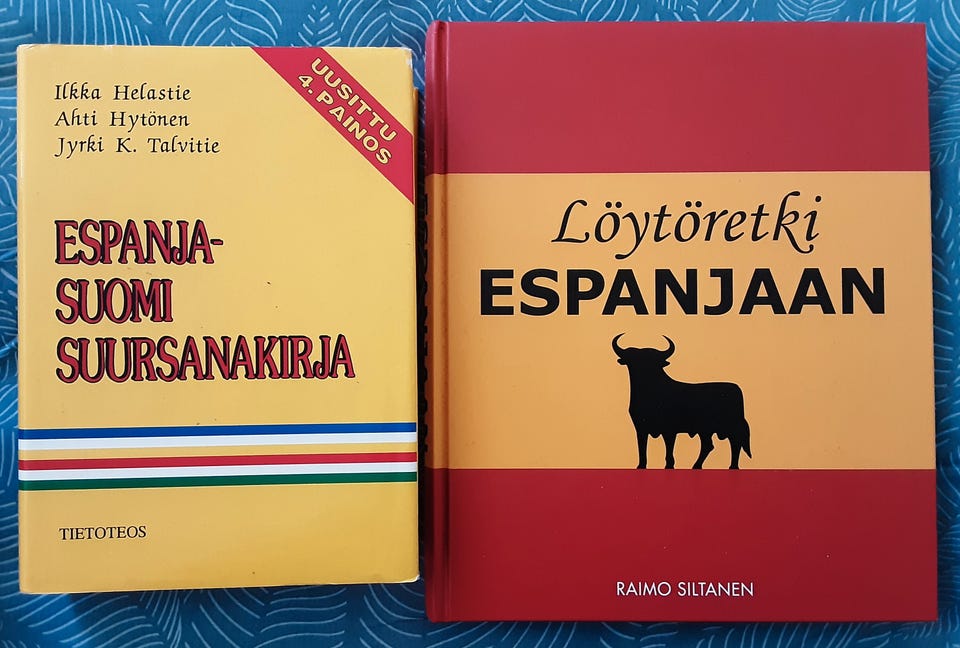 Ilkka Helastie
Ahti Hytönen
Jyrki K. Talvitie
UUSITTU
4. PAINOS
ESPANJA-
SUOMI
SUURSANAKIRJA
TIETOTEOS
Löytöretki
ESPANJAAN
RAIMO SILTANEN